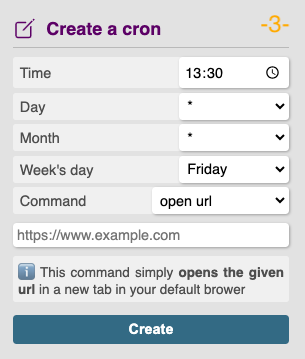 Create a cron
-3-
Time 13:30
Day *
Month *
Week's day Friday
Command open url
https://www.example.com
This command simply opens the given
url in a new tab in your default brower
Create